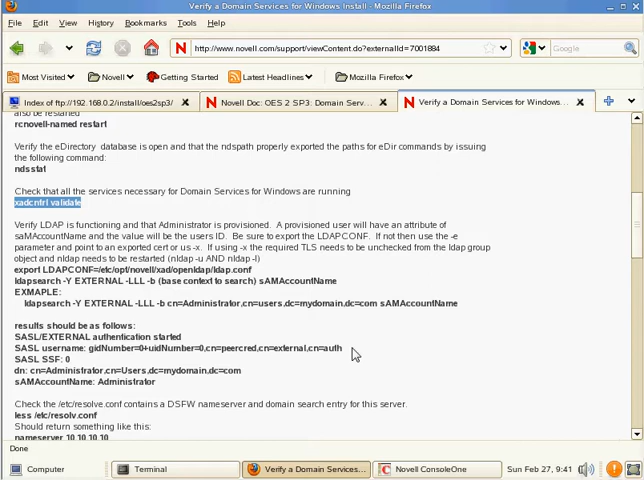 Verify a Domain Services for Windows Install - Mozilla Firefox
File Edit View History Bookmarks Tools Help
http://www.novell.com/support/viewContent.do?externalId=7001884
Google
Most Visited Novell Getting Started Latest Headlines Mozilla Firefox
Index of ftp://192.168.0.2/install/oes2sp3/ Novell Doc: OES 2 SP3: Domain Serv... Verify a Domain Services for Windows...
also be restarted
rcnovell-named restart
Verify the eDirectory database is open and that the ndspath properly exported the paths for eDir commands by issuing
the following command:
ndsstat
Check that all the services necessary for Domain Services for Windows are running
xadcntrl validate
Verify LDAP is functioning and that Administrator is provisioned. A provisioned user will have an attribute of
saMAccountName and the value will be the users ID. Be sure to export the LDAPCONF. If not then use the -e
parameter and point to an exported cert or us -x. If using -x the required TLS needs to be unchecked from the ldap group
object and nldap needs to be restarted (nldap -u AND nldap -l)
export LDAPCONF=/etc/opt/novell/xad/openldap/ldap.conf
ldapsearch -Y EXTERNAL -LLL -b (base context to search) sAMAccountName
EXMAPLE:
ldapsearch -Y EXTERNAL -LLL -b cn=Administrator,cn=users,dc=mydomain,dc=com sAMAccountName
results should be as follows:
SASL/EXTERNAL authentication started
SASL username: gidNumber=0+uidNumber=0,cn=peercred,cn=external,cn=auth
SASL SSF: 0
dn: cn=Administrator,cn=Users,dc=mydomain,dc=com
sAMAccountName: Administrator
Check the /etc/resolve.conf contains a DSFW nameserver and domain search entry for this server.
less /etc/resolv.conf
Should return something like this:
nameserver 10.10.10.10
Done
Computer Terminal Verify a Domain Services... Novell ConsoleOne Sun Feb 27, 9:41